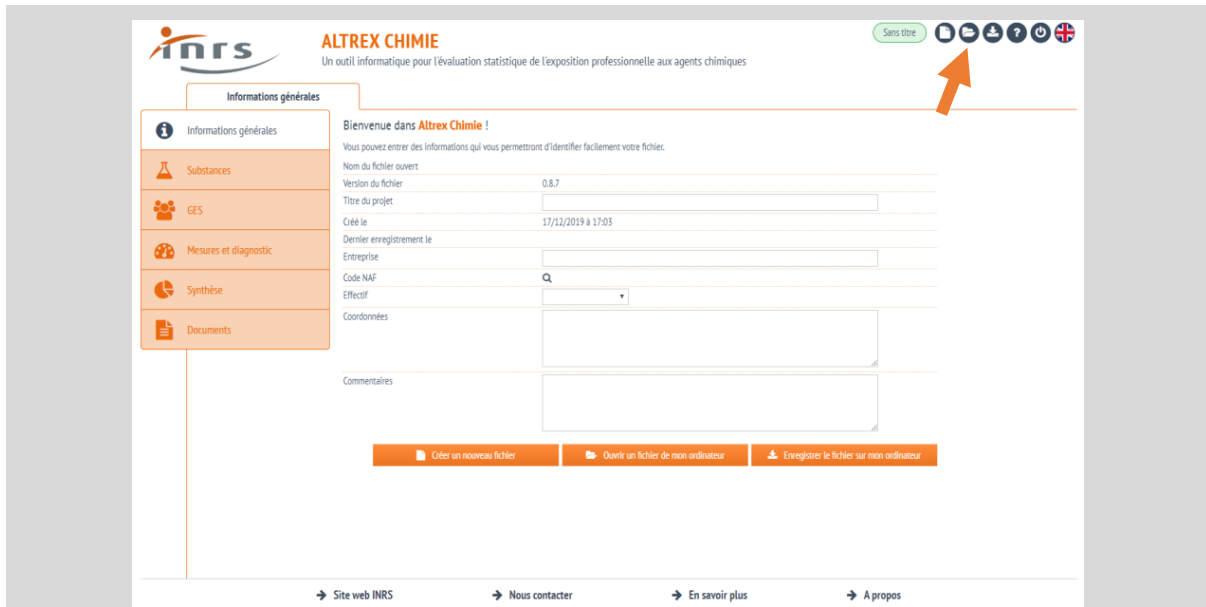 inrs
ALTREX CHIMIE
Un outil informatique pour l'évaluation statistique de l'exposition professionnelle aux agents chimiques
Sans titre
Informations générales
Informations générales
Substances
GES
Mesures et diagnostic
Synthèse
Documents
Bienvenue dans Altrex Chimie !
Vous pouvez entrer des informations qui vous permettront d'identifier facilement votre fichier.
Nom du fichier ouvert
Version du fichier 0.8.7
Titre du projet
Créé le 17/12/2019 à 17:03
Dernier enregistrement le
Entreprise
Code NAF
Effectif
Coordonnées
Commentaires
Créer un nouveau fichier Ouvrir un fichier de mon ordinateur Enregistrer le fichier sur mon ordinateur
Site web INRS Nous contacter En savoir plus A propos